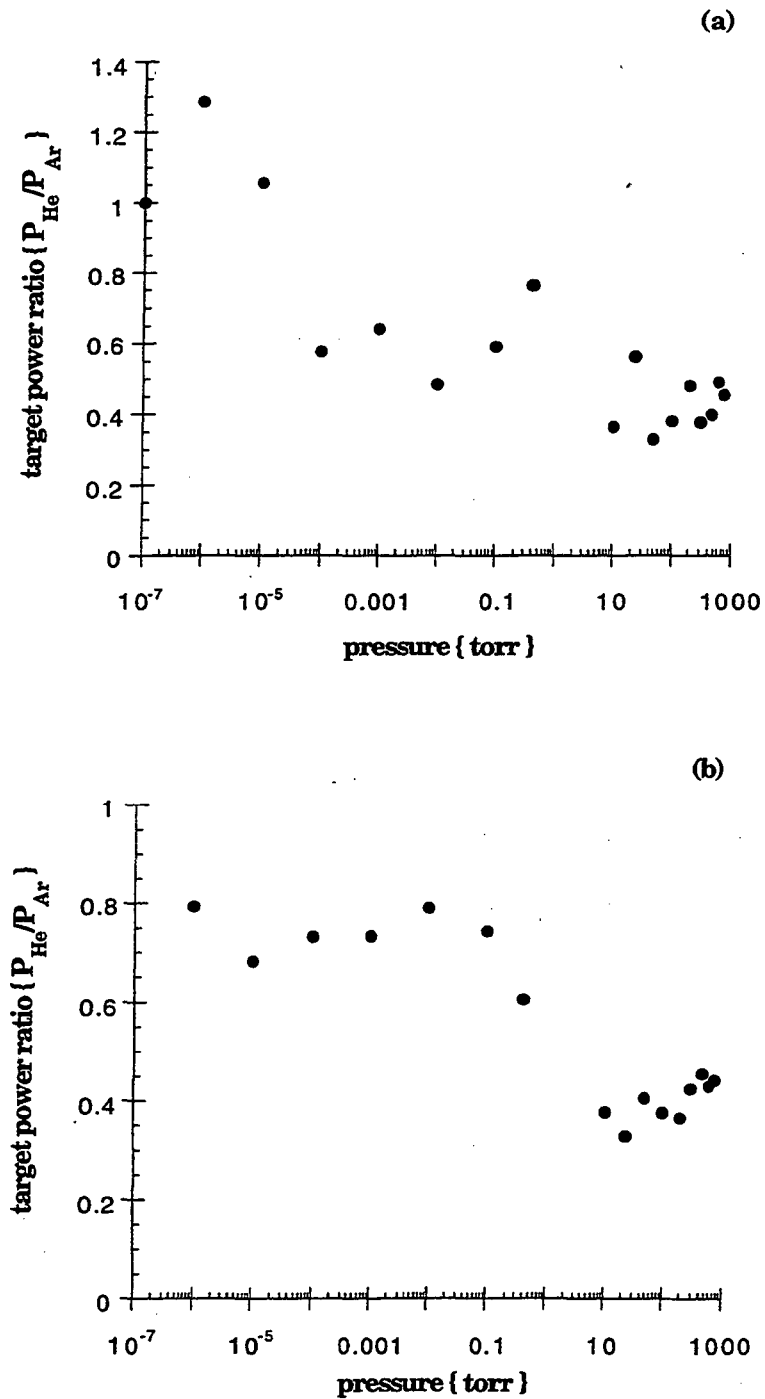 (a)
1.4
1.2
1
0.8
0.6
0.4
0.2
0
target power ratio { P_He/P_Ar }
10^-7 10^-5 0.001 0.1 10 1000
pressure { torr }
(b)
1
0.8
0.6
0.4
0.2
0
target power ratio { P_He/P_Ar }
10^-7 10^-5 0.001 0.1 10 1000
pressure { torr }